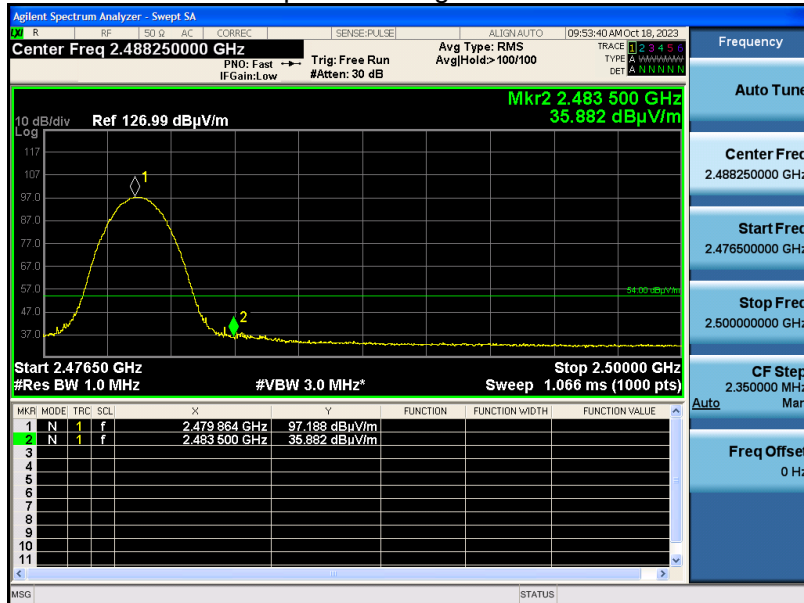 Agilent Spectrum Analyzer - Swept SA
LXI R RF 50 Ω AC CORREC SENSE:PULSE ALIGN AUTO 09:53:40 AM Oct 18, 2023
Center Freq 2.488250000 GHz
PNO: Fast
IFGain:Low
Trig: Free Run
#Atten: 30 dB
Avg Type: RMS
Avg|Hold:>100/100
TRACE 1 2 3 4 5 6
TYPE A WWWWW
DET A N N N N N
Mkr2 2.483 500 GHz
35.882 dBµV/m
10 dB/div Ref 126.99 dBµV/m
Log
117
107
97.0
87.0
77.0
67.0
57.0
47.0
37.0
1
2
54.00 dBµV/m
Start 2.47650 GHz Stop 2.50000 GHz
#Res BW 1.0 MHz #VBW 3.0 MHz* Sweep 1.066 ms (1000 pts)
MKR MODE TRC SCL X Y FUNCTION FUNCTION WIDTH FUNCTION VALUE
1 N 1 f 2.479 864 GHz 97.188 dBµV/m
2 N 1 f 2.483 500 GHz 35.882 dBµV/m
3
4
5
6
7
8
9
10
11
MSG STATUS
Frequency
Auto Tune
Center Freq
2.488250000 GHz
Start Freq
2.476500000 GHz
Stop Freq
2.500000000 GHz
CF Step
2.350000 MHz
Auto Man
Freq Offset
0 Hz